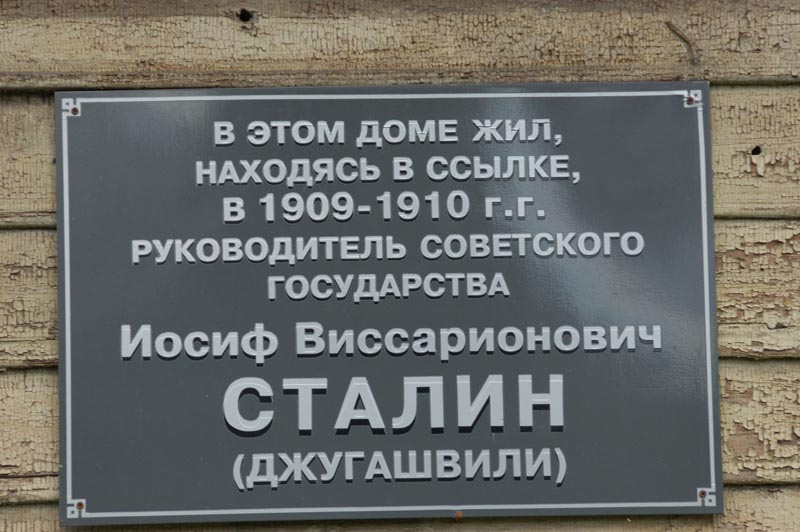 В ЭТОМ ДОМЕ ЖИЛ,
НАХОДЯСЬ В ССЫЛКЕ,
В 1909-1910 г.г.
РУКОВОДИТЕЛЬ СОВЕТСКОГО
ГОСУДАРСТВА
Иосиф Виссарионович
СТАЛИН
(ДЖУГАШВИЛИ)